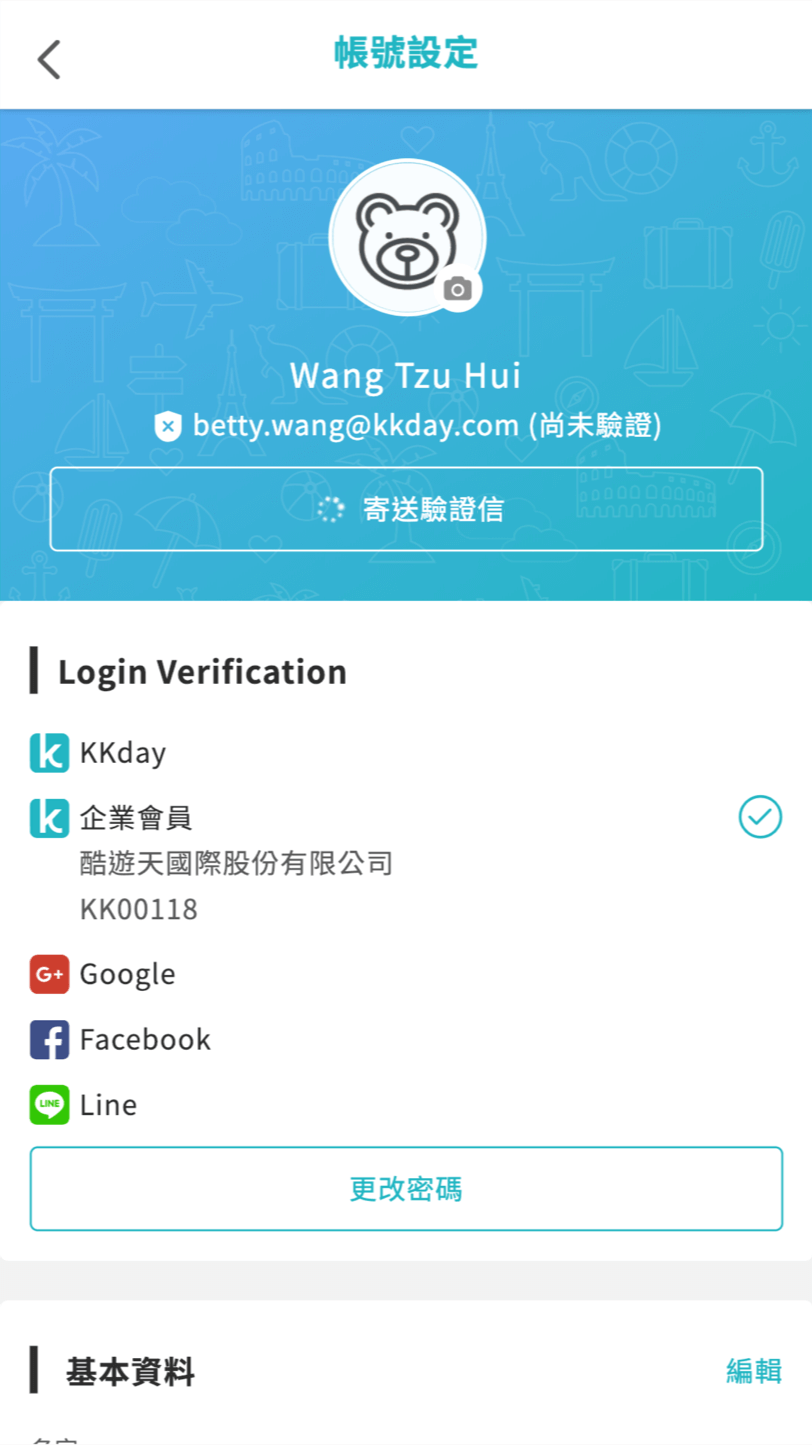 帳號設定
Wang Tzu Hui
betty.wang@kkday.com (尚未驗證)
寄送驗證信
Login Verification
KKday
企業會員
酷遊天國際股份有限公司
KK00118
G+ Google
Facebook
LINE Line
更改密碼
基本資料 編輯